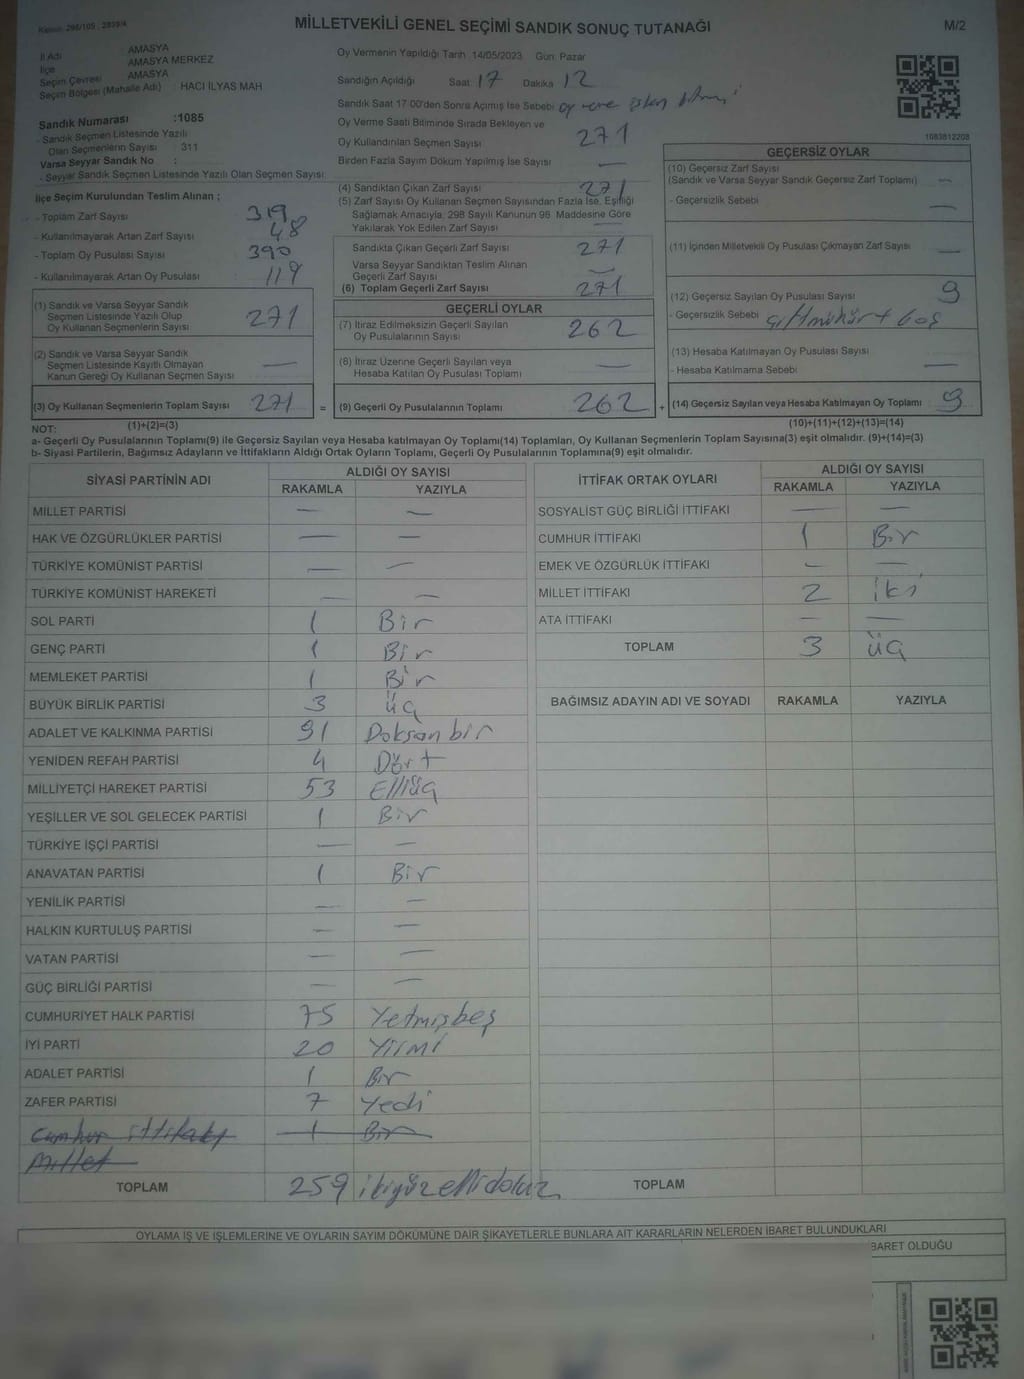 Kanun: 298/105 , 2839/4
MİLLETVEKİLİ GENEL SEÇİMİ SANDIK SONUÇ TUTANAĞI
M/2
İl Adı : AMASYA
İlçe : AMASYA MERKEZ
Seçim Çevresi : AMASYA
Seçim Bölgesi (Mahalle Adı) : HACI İLYAS MAH
Sandık Numarası :1085
- Sandık Seçmen Listesinde Yazılı
Olan Seçmenlerin Sayısı : 311
Varsa Seyyar Sandık No :
- Seyyar Sandık Seçmen Listesinde Yazılı Olan Seçmen Sayısı:
İlçe Seçim Kurulundan Teslim Alınan ;
- Toplam Zarf Sayısı 319
- Kullanılmayarak Artan Zarf Sayısı 48
- Toplam Oy Pusulası Sayısı 390
- Kullanılmayarak Artan Oy Pusulası : 119
(1) Sandık ve Varsa Seyyar Sandık
Seçmen Listesinde Yazılı Olup
Oy Kullanan Seçmenlerin Sayısı : 271
(2) Sandık ve Varsa Seyyar Sandık
Seçmen Listesinde Kayıtlı Olmayan
Kanun Gereği Oy Kullanan Seçmen Sayısı : —
(3) Oy Kullanan Seçmenlerin Toplam Sayısı 271 =
Oy Vermenin Yapıldığı Tarih :14/05/2023 Gün: Pazar
Sandığın Açıldığı Saat: 17 Dakika 12
Sandık Saat 17:00'den Sonra Açımış İse Sebebi: oy verme işlem bitmi
Oy Verme Saati Bitiminde Sırada Bekleyen ve
Oy Kullandırılan Seçmen Sayısı 271
Birden Fazla Sayım Döküm Yapılmış İse Sayısı —
(4) Sandıktan Çıkan Zarf Sayısı 271
(5) Zarf Sayısı Oy Kullanan Seçmen Sayısından Fazla İse, Eşitliği
Sağlamak Amacıyla, 298 Sayılı Kanunun 98. Maddesine Göre
Yakılarak Yok Edilen Zarf Sayısı —
Sandıkta Çıkan Geçerli Zarf Sayısı 271
Varsa Seyyar Sandıktan Teslim Alınan
Geçerli Zarf Sayısı —
(6) Toplam Geçerli Zarf Sayısı 271
GEÇERLİ OYLAR
(7) İtiraz Edilmeksizin Geçerli Sayılan
Oy Pusulalarının Sayısı 262
(8) İtiraz Üzerine Geçerli Sayılan veya
Hesaba Katılan Oy Pusulası Toplamı —
(9) Geçerli Oy Pusulalarının Toplamı 262 +
1083812208
GEÇERSİZ OYLAR
(10) Geçersiz Zarf Sayısı
(Sandık ve Varsa Seyyar Sandık Geçersiz Zarf Toplamı) —
- Geçersizlik Sebebi —
(11) İçinden Milletvekili Oy Pusulası Çıkmayan Zarf Sayısı —
(12) Geçersiz Sayılan Oy Pusulası Sayısı 9
- Geçersizlik Sebebi çift mühür + boş
(13) Hesaba Katılmayan Oy Pusulası Sayısı
- Hesaba Katılmama Sebebi —
(14) Geçersiz Sayılan veya Hesaba Katılmayan Oy Toplamı 9
NOT: (1)+(2)=(3) (10)+(11)+(12)+(13)=(14)
a- Geçerli Oy Pusulalarının Toplamı(9) ile Geçersiz Sayılan veya Hesaba katılmayan Oy Toplamı(14) Toplamları, Oy Kullanan Seçmenlerin Toplam Sayısına(3) eşit olmalıdır. (9)+(14)=(3)
b- Siyasi Partilerin, Bağımsız Adayların ve İttifakların Aldığı Ortak Oyların Toplamı, Geçerli Oy Pusulalarının Toplamına(9) eşit olmalıdır.
SİYASİ PARTİNİN ADI ALDIĞI OY SAYISI
RAKAMLA YAZIYLA
MİLLET PARTİSİ — —
HAK VE ÖZGÜRLÜKLER PARTİSİ — —
TÜRKİYE KOMÜNİST PARTİSİ — —
TÜRKİYE KOMÜNİST HAREKETİ — —
SOL PARTİ 1 Bir
GENÇ PARTİ 1 Bir
MEMLEKET PARTİSİ 1 Bir
BÜYÜK BİRLİK PARTİSİ 3 üç
ADALET VE KALKINMA PARTİSİ 91 Doksan bir
YENİDEN REFAH PARTİSİ 4 Dört
MİLLİYETÇİ HAREKET PARTİSİ 53 Elliüç
YEŞİLLER VE SOL GELECEK PARTİSİ 1 Bir
TÜRKİYE İŞÇİ PARTİSİ — —
ANAVATAN PARTİSİ 1 Bir
YENİLİK PARTİSİ — —
HALKIN KURTULUŞ PARTİSİ — —
VATAN PARTİSİ — —
GÜÇ BİRLİĞİ PARTİSİ — —
CUMHURİYET HALK PARTİSİ 75 Yetmişbeş
İYİ PARTİ 20 Yirmi
ADALET PARTİSİ 1 Bir
ZAFER PARTİSİ 7 Yedi
Cumhur ittifakı 1 Bir
Millet
TOPLAM 259 ikiyüz ellidokuz
İTTİFAK ORTAK OYLARI ALDIĞI OY SAYISI
RAKAMLA YAZIYLA
SOSYALİST GÜÇ BİRLİĞİ İTTİFAKI — —
CUMHUR İTTİFAKI 1 Bir
EMEK VE ÖZGÜRLÜK İTTİFAKI — —
MİLLET İTTİFAKI 2 iki
ATA İTTİFAKI — —
TOPLAM 3 üç
BAĞIMSIZ ADAYIN ADI VE SOYADI RAKAMLA YAZIYLA
TOPLAM
OYLAMA İŞ VE İŞLEMLERİNE VE OYLARIN SAYIM DÖKÜMÜNE DAİR ŞİKAYETLERLE BUNLARA AİT KARARLARIN NELERDEN İBARET BULUNDUKLARI
BARET OLDUĞU